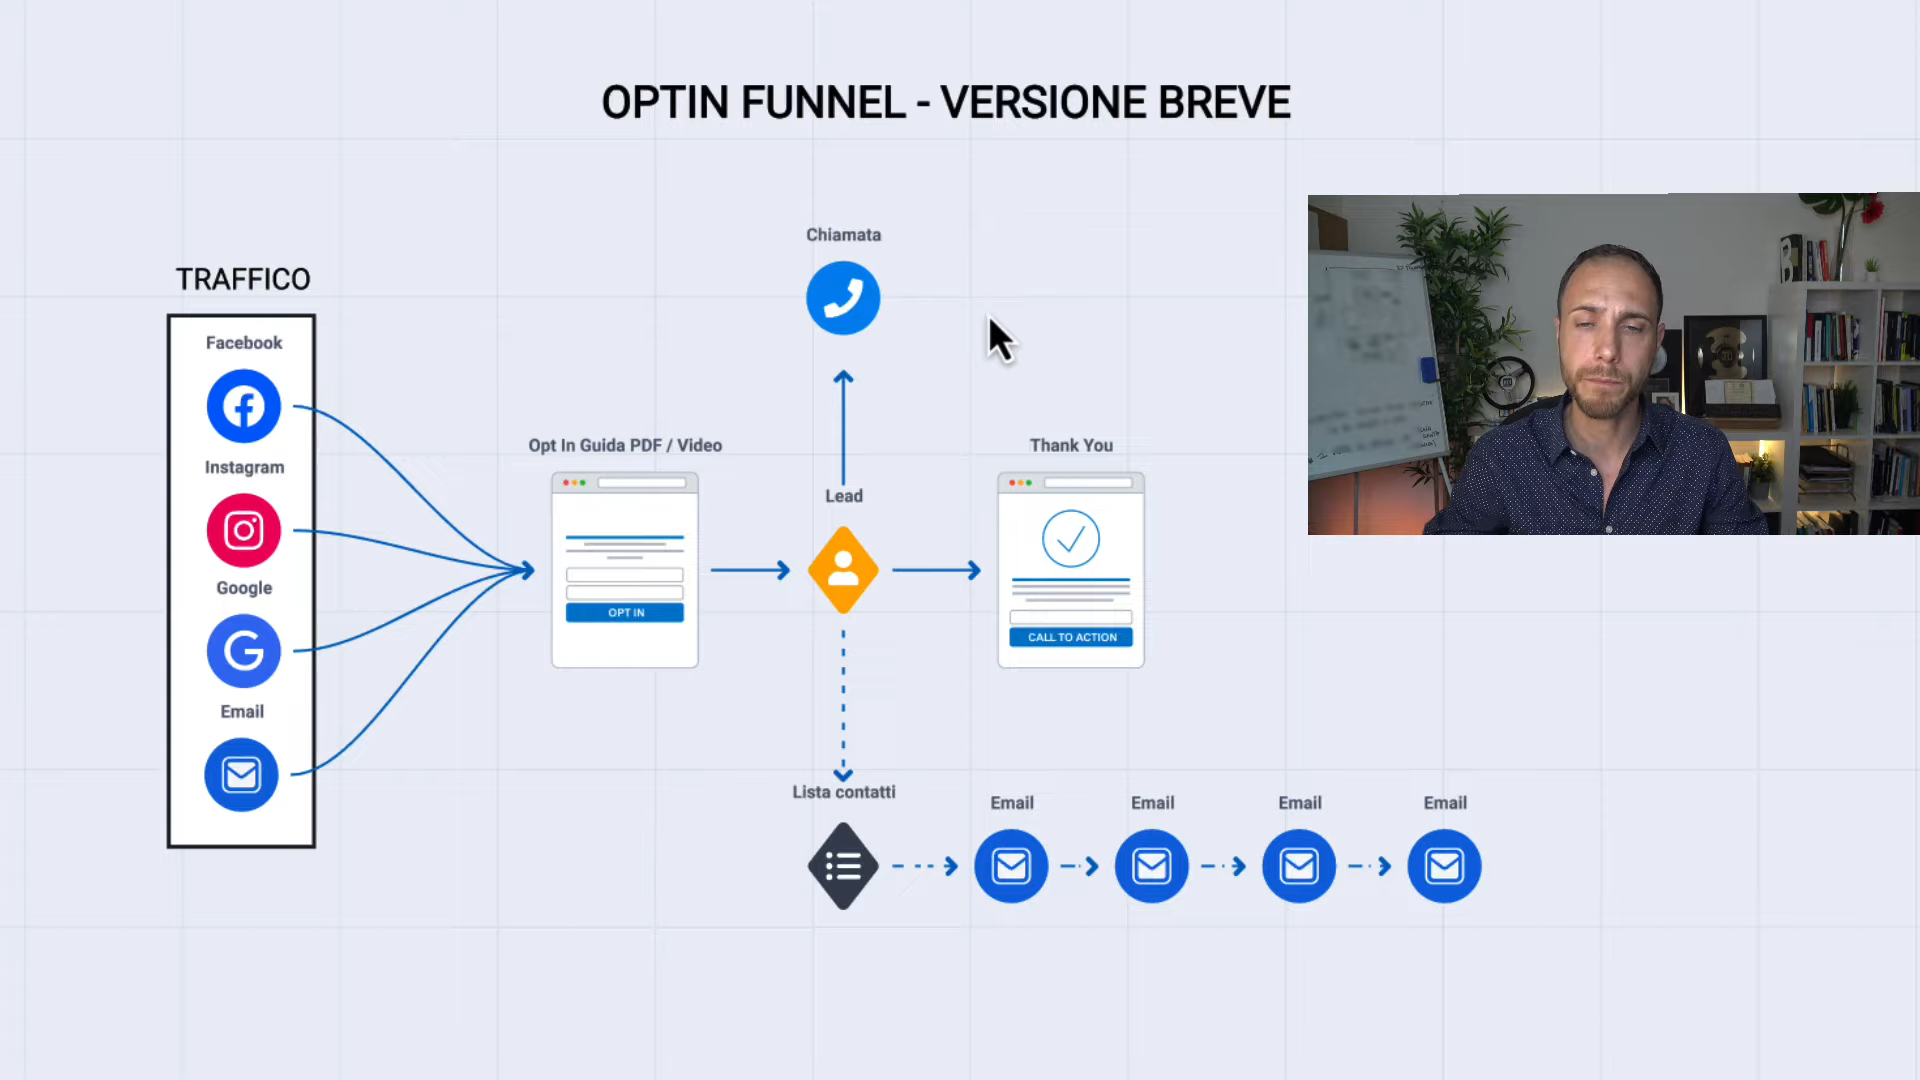 OPTIN FUNNEL - VERSIONE BREVE
Chiamata
TRAFFICO
Facebook
Instagram
Google
Email
Opt In Guida PDF / Video
OPT IN
Lead
Thank You
CALL TO ACTION
Lista contatti
Email
Email
Email
Email